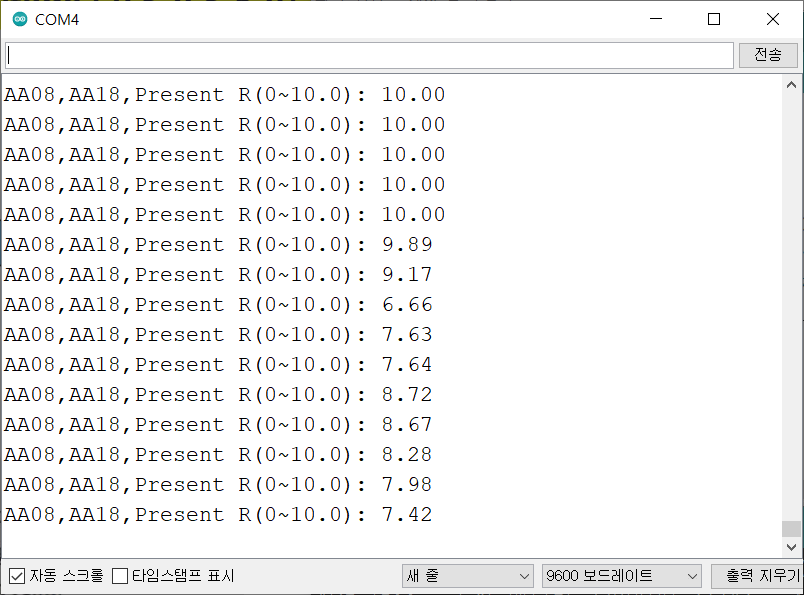 COM4
전송
AA08,AA18,Present R(0~10.0): 10.00
AA08,AA18,Present R(0~10.0): 10.00
AA08,AA18,Present R(0~10.0): 10.00
AA08,AA18,Present R(0~10.0): 10.00
AA08,AA18,Present R(0~10.0): 10.00
AA08,AA18,Present R(0~10.0): 9.89
AA08,AA18,Present R(0~10.0): 9.17
AA08,AA18,Present R(0~10.0): 6.66
AA08,AA18,Present R(0~10.0): 7.63
AA08,AA18,Present R(0~10.0): 7.64
AA08,AA18,Present R(0~10.0): 8.72
AA08,AA18,Present R(0~10.0): 8.67
AA08,AA18,Present R(0~10.0): 8.28
AA08,AA18,Present R(0~10.0): 7.98
AA08,AA18,Present R(0~10.0): 7.42
자동 스크롤 타임스탬프 표시 새 줄 9600 보드레이트 출력 지우기